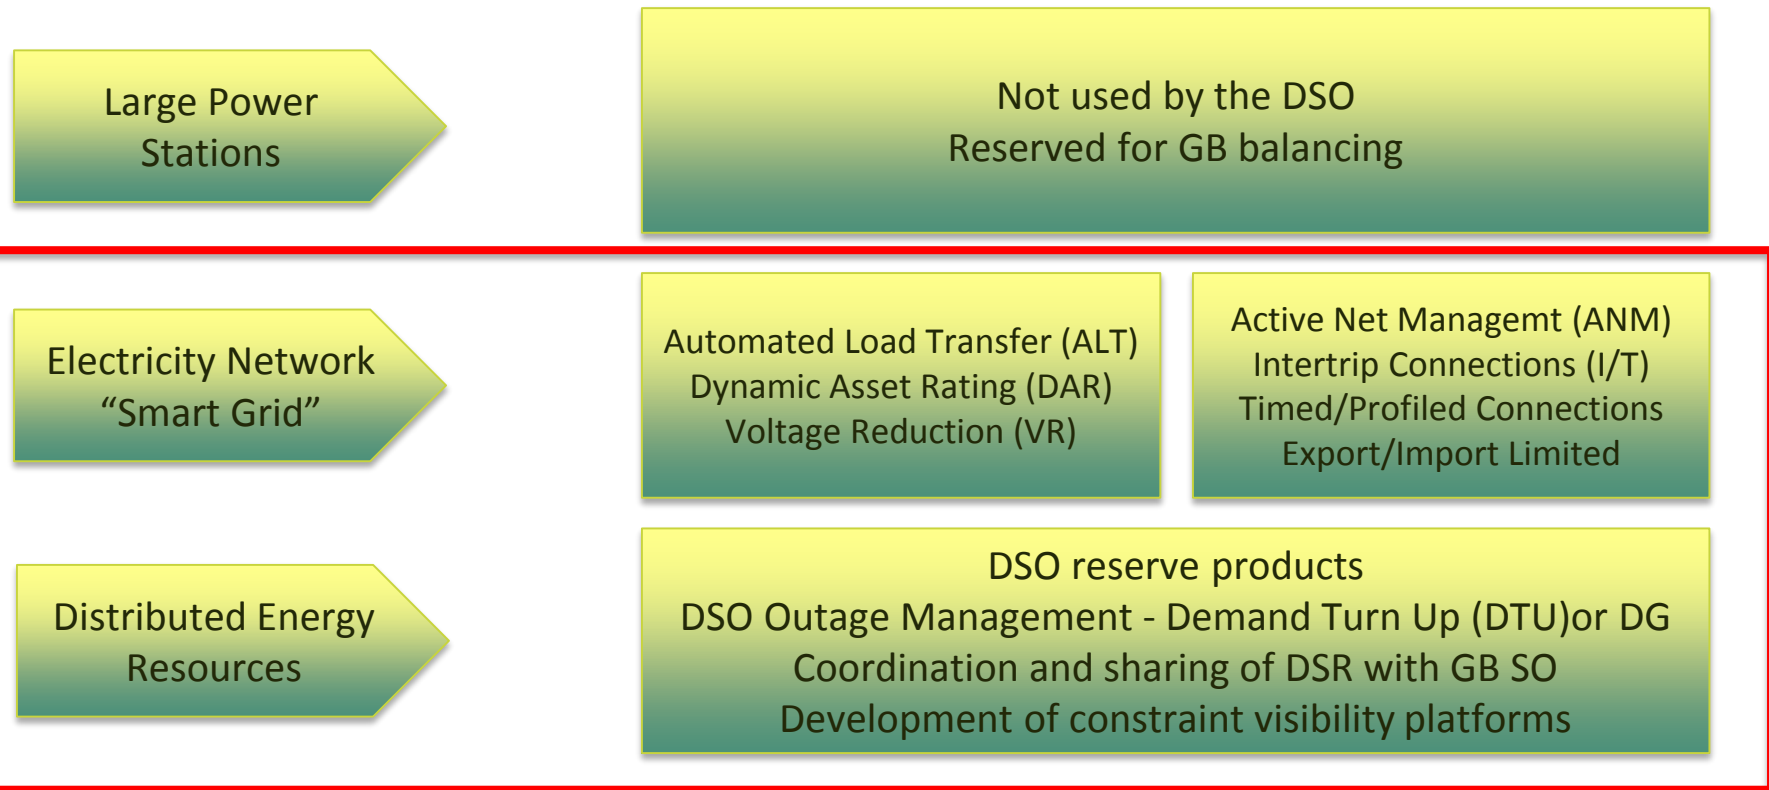 Large Power
Stations
Not used by the DSO
Reserved for GB balancing
Electricity Network
“Smart Grid”
Automated Load Transfer (ALT)
Dynamic Asset Rating (DAR)
Voltage Reduction (VR)
Active Net Managemt (ANM)
Intertrip Connections (I/T)
Timed/Profiled Connections
Export/Import Limited
Distributed Energy
Resources
DSO reserve products
DSO Outage Management - Demand Turn Up (DTU)or DG
Coordination and sharing of DSR with GB SO
Development of constraint visibility platforms